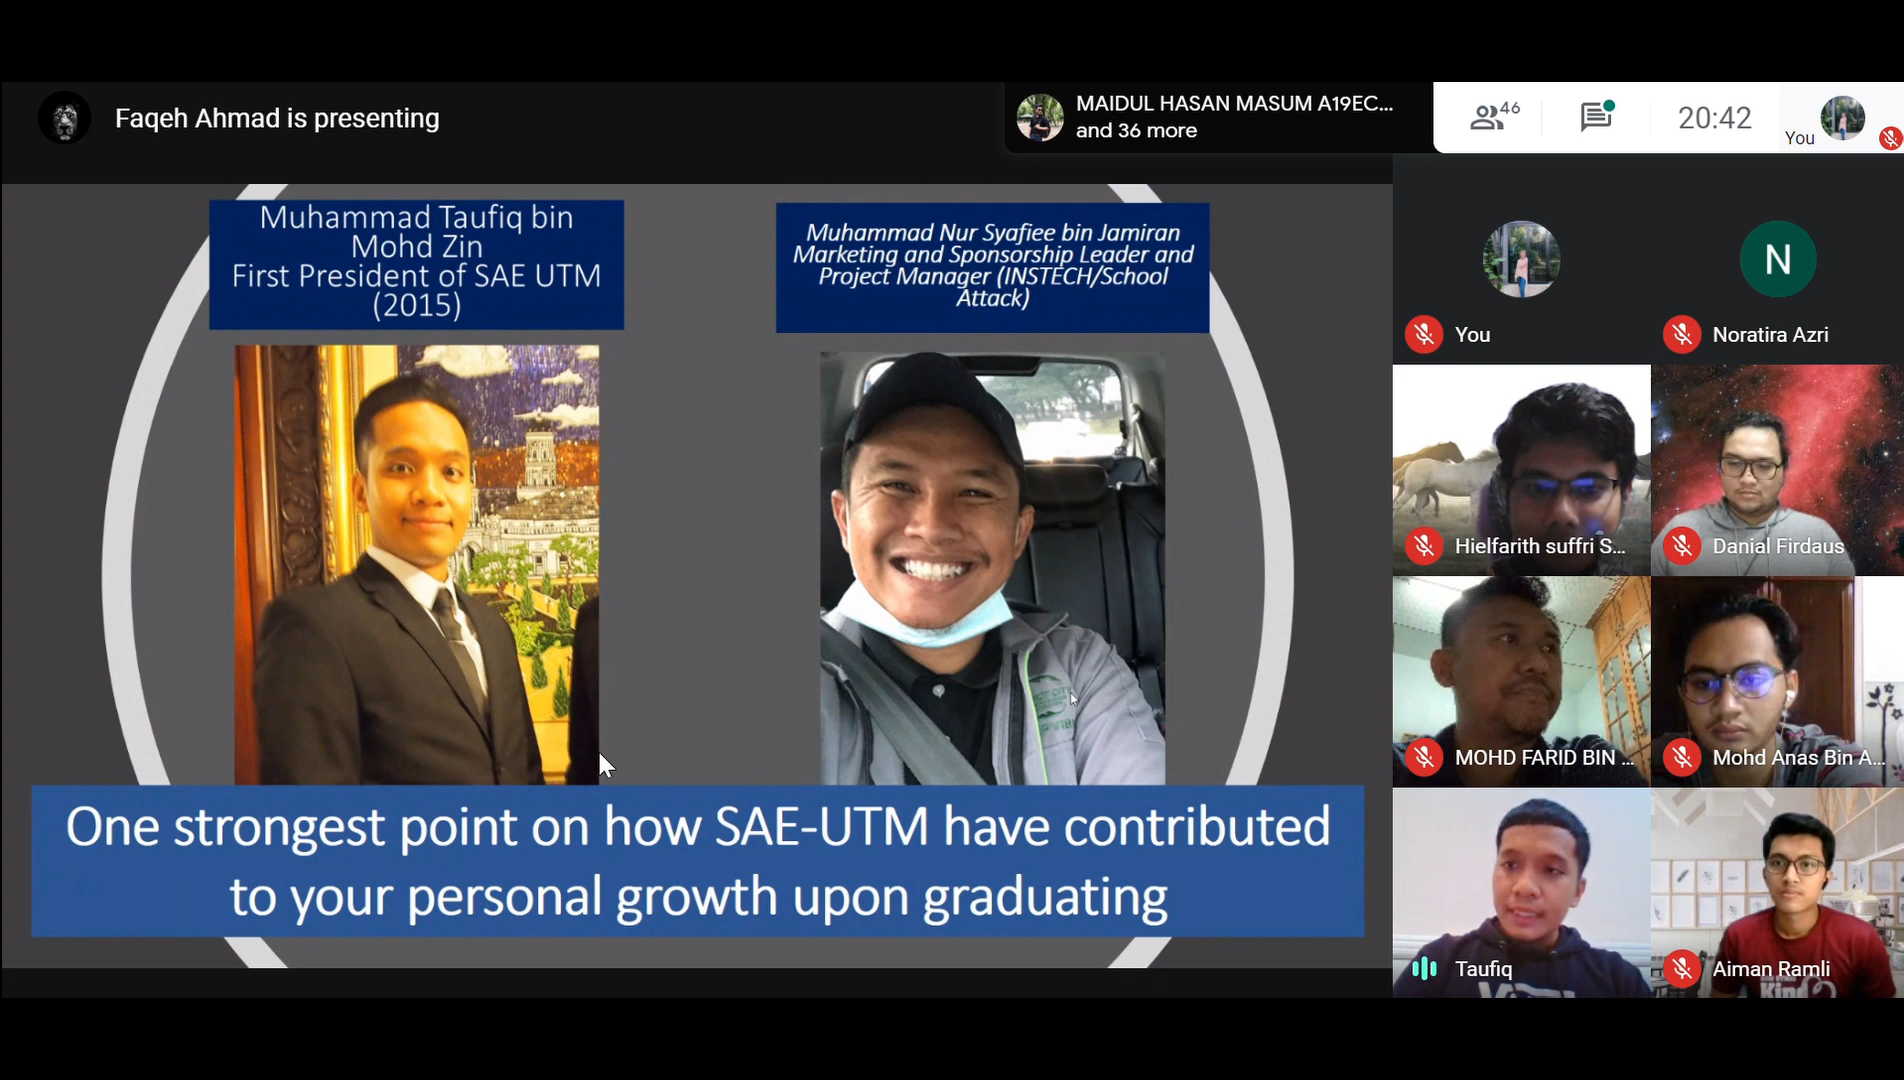 Faqeh Ahmad is presenting
MAIDUL HASAN MASUM A19EC...
and 36 more
46
20:42
You
Muhammad Taufiq bin
Mohd Zin
First President of SAE UTM
(2015)
Muhammad Nur Syafiee bin Jamiran
Marketing and Sponsorship Leader and
Project Manager (INSTECH/School
Attack)
One strongest point on how SAE-UTM have contributed
to your personal growth upon graduating
You
N
Noratira Azri
Hielfarith suffri S...
Danial Firdaus
MOHD FARID BIN ...
Mohd Anas Bin A...
Taufiq
Aiman Ramli
Kind